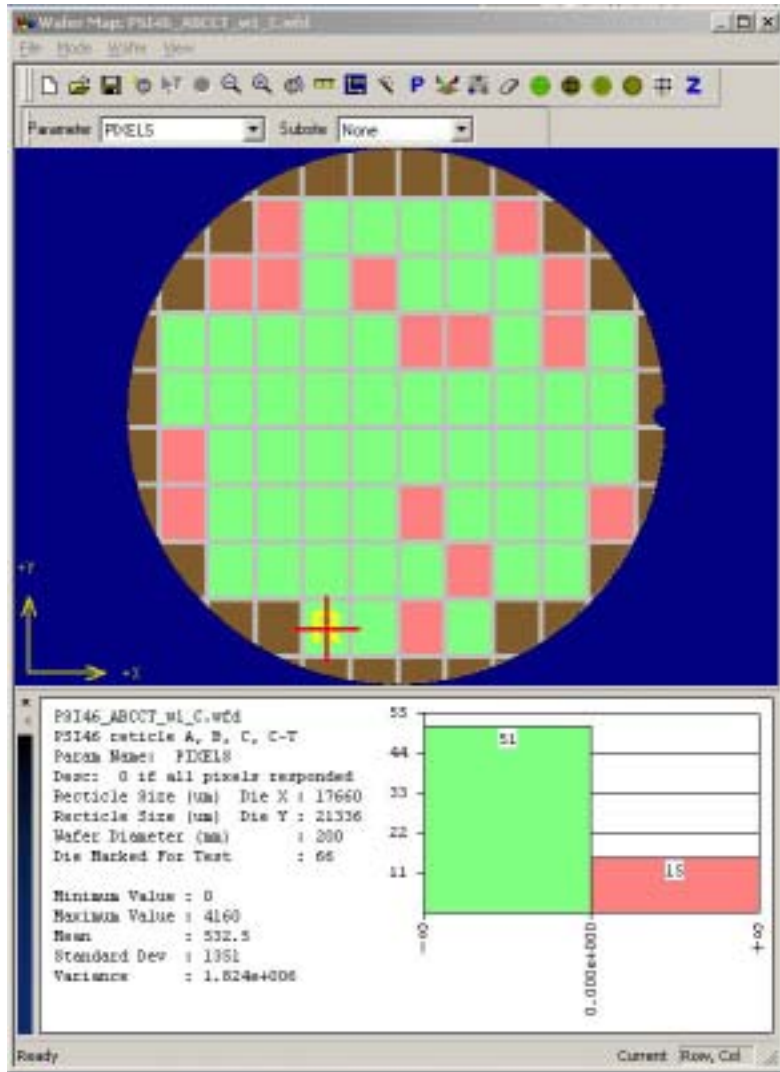 Wafer Map: PSI46_ABCCT_w1_C.wfd
File Mode Wafer View
P Z
Parameter PIXELS Subsite None
+Y
+X
PSI46_ABCCT_w1_C.wfd
PSI46 reticle A, B, C, C-T
Param Name: PIXELS
Desc: 0 if all pixels responded
Recticle Size (um) Die X : 17660
Recticle Size (um) Die Y : 21336
Wafer Diameter (mm) : 200
Die Marked For Test : 66
Minimum Value : 0
Maximum Value : 4160
Mean : 532.5
Standard Dev : 1351
Variance : 1.824e+006
55
44
33
22
11
51
15
-∞
0.000e+000
+∞
Ready Current Row, Col